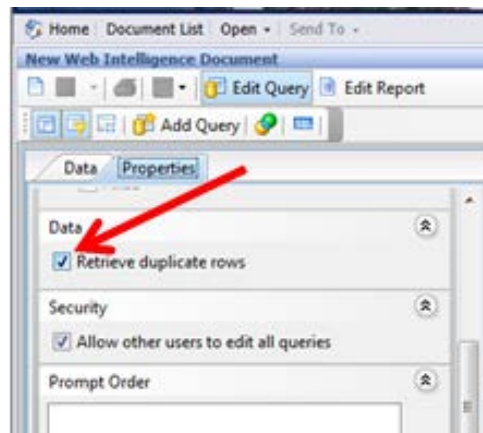 Home Document List Open Send To
New Web Intelligence Document
Edit Query Edit Report
Add Query
Data Properties
Data
Retrieve duplicate rows
Security
Allow other users to edit all queries
Prompt Order